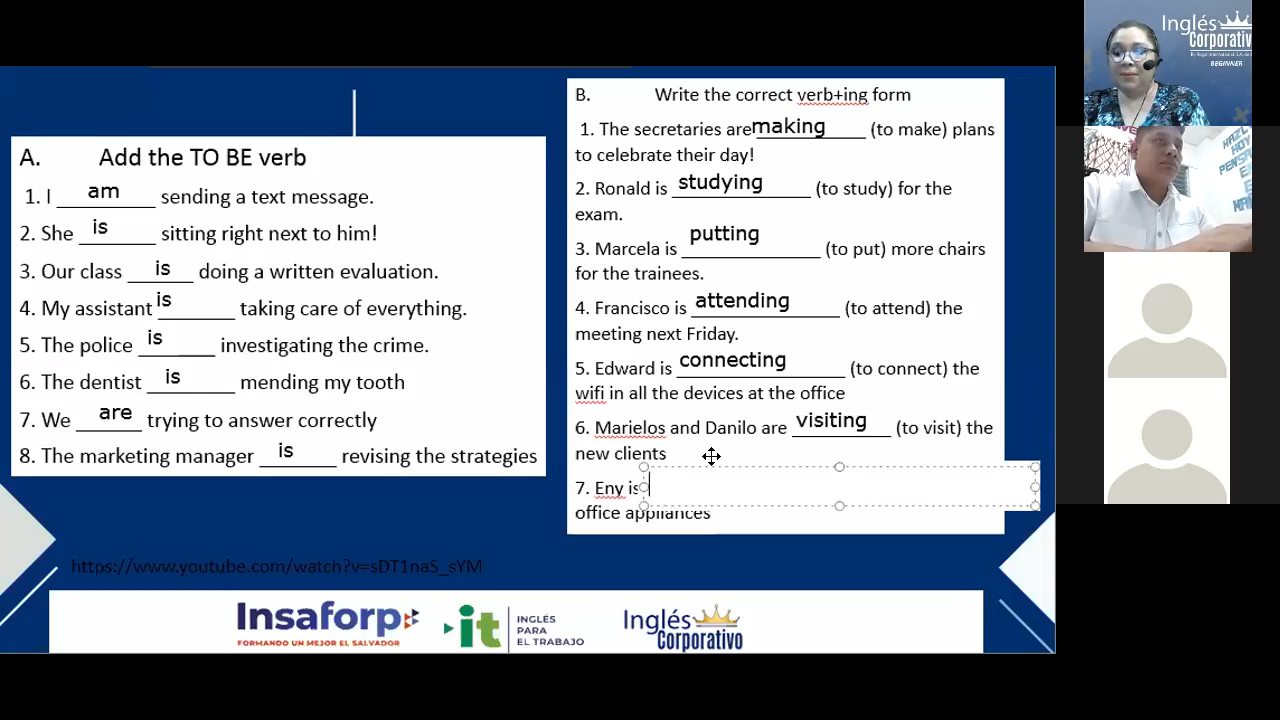 A. Add the TO BE verb
1. I am sending a text message.
2. She is sitting right next to him!
3. Our class is doing a written evaluation.
4. My assistant is taking care of everything.
5. The police is investigating the crime.
6. The dentist is mending my tooth
7. We are trying to answer correctly
8. The marketing manager is revising the strategies
B. Write the correct verb+ing form
1. The secretaries are making (to make) plans
to celebrate their day!
2. Ronald is studying (to study) for the
exam.
3. Marcela is putting (to put) more chairs
for the trainees.
4. Francisco is attending (to attend) the
meeting next Friday.
5. Edward is connecting (to connect) the
wifi in all the devices at the office
6. Marielos and Danilo are visiting (to visit) the
new clients
7. Eny is
office appliances
https://www.youtube.com/watch?v=sDT1naS_sYM
Insaforp
FORMANDO UN MEJOR EL SALVADOR
it
INGLÉS
PARA
EL TRABAJO
Inglés
Corporativo
Inglés
Corporativo
BEGINNER